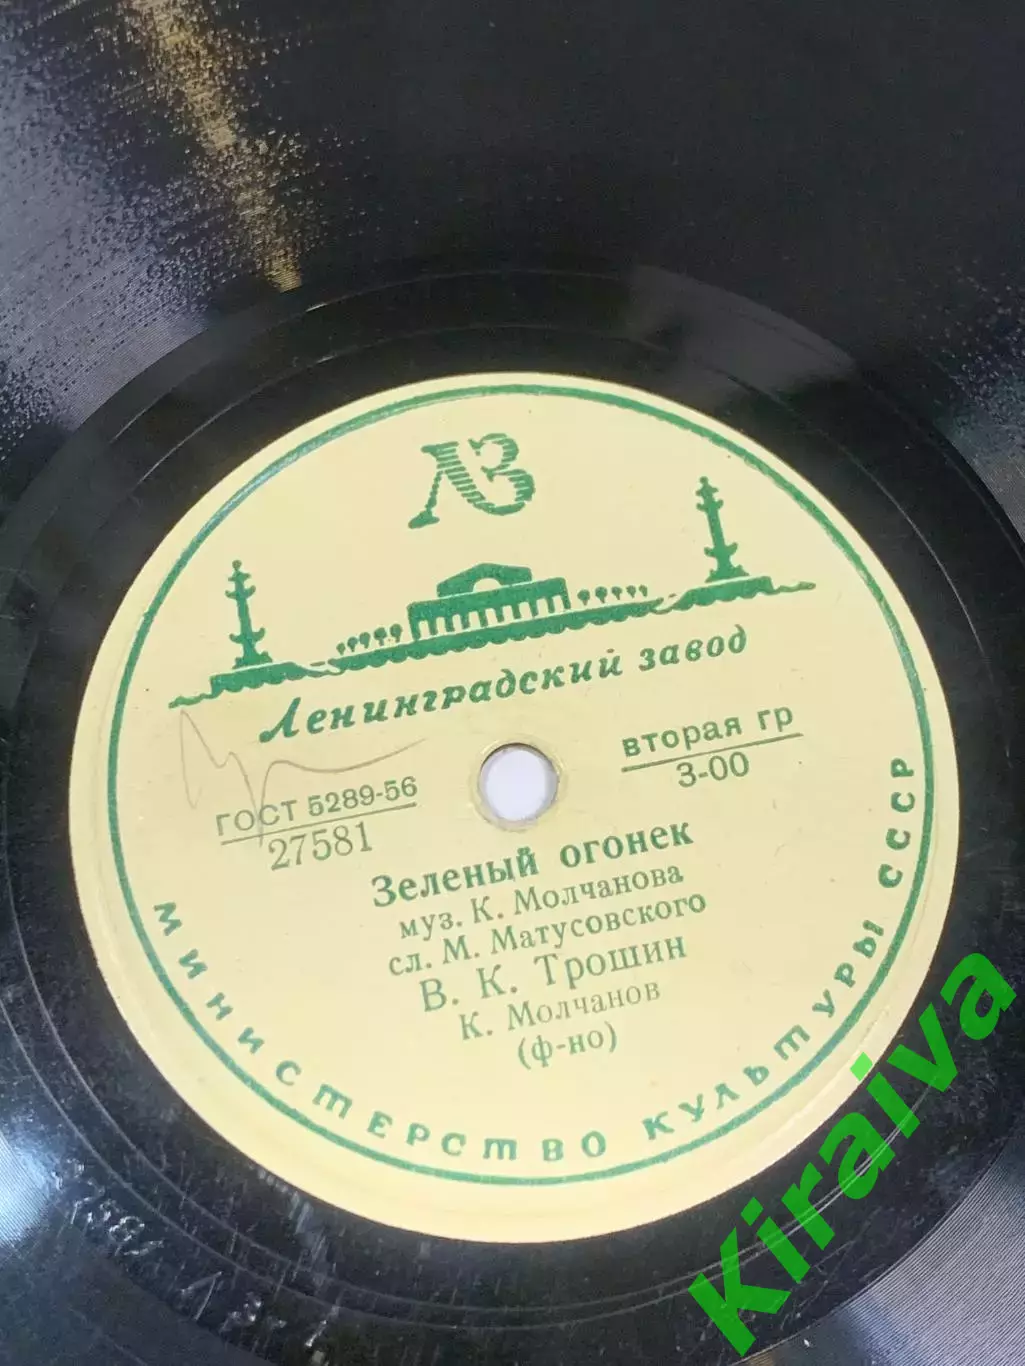 ЛЗ
Ленинградский завод
ГОСТ 5289-56
27581
вторая гр
3-00
Зеленый огонек
муз. К. Молчанова
сл. М. Матусовского
В. К. Трошин
К. Молчанов
(ф-но)
МИНИСТЕРСТВО КУЛЬТУРЫ СССР
Kiraiva